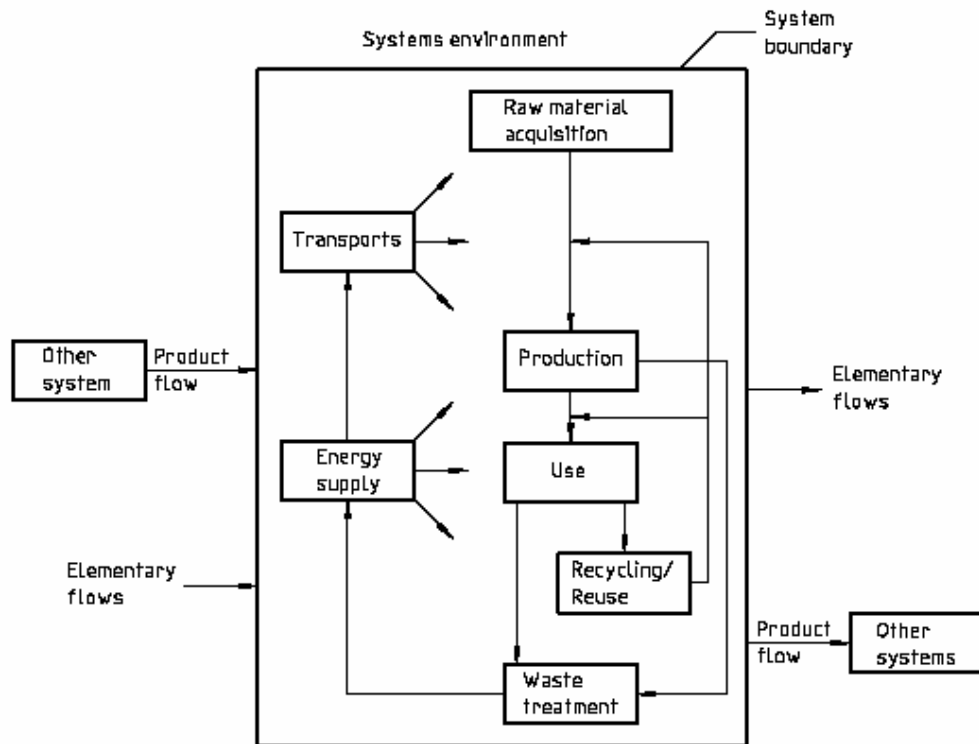 System
boundary
Systems environment
Raw material
acquisition
Transports
Other
system
Product
flow
Production
Elementary
flows
Energy
supply
Use
Elementary
flows
Recycling/
Reuse
Product
flow
Other
systems
Waste
treatment